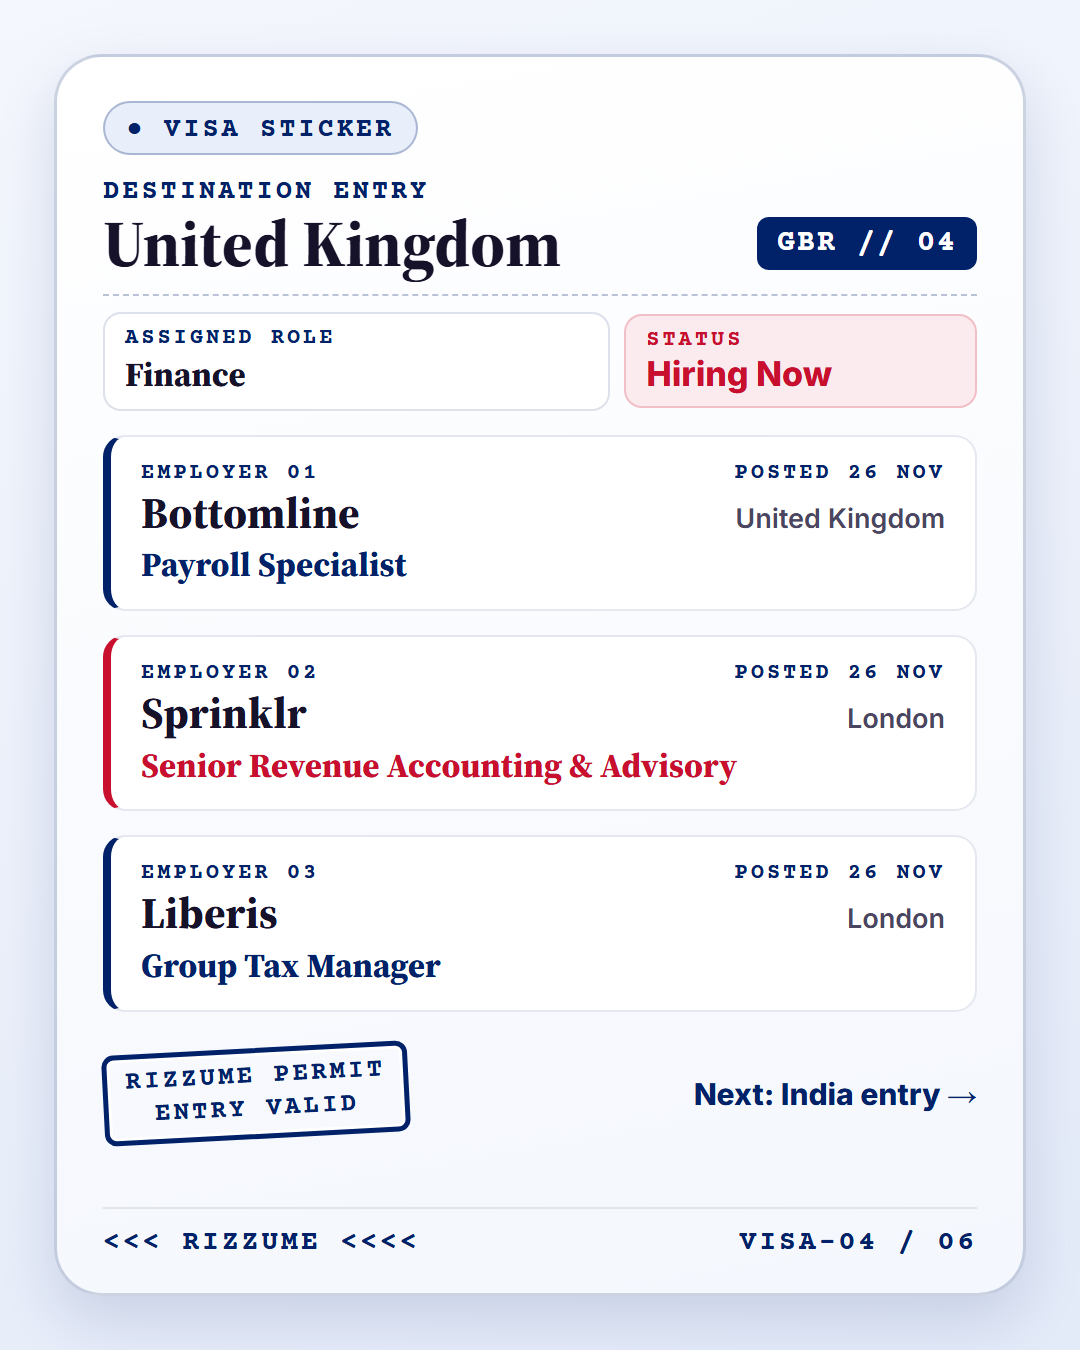 • VISA STICKER
DESTINATION ENTRY
United Kingdom
GBR // 04
ASSIGNED ROLE
Finance
STATUS
Hiring Now
EMPLOYER 01
POSTED 26 NOV
Bottomline
United Kingdom
Payroll Specialist
EMPLOYER 02
POSTED 26 NOV
Sprinklr
London
Senior Revenue Accounting & Advisory
EMPLOYER 03
POSTED 26 NOV
Liberis
London
Group Tax Manager
RIZZUME PERMIT
ENTRY VALID
Next: India entry →
<<< RIZZUME <<<<
VISA-04 / 06